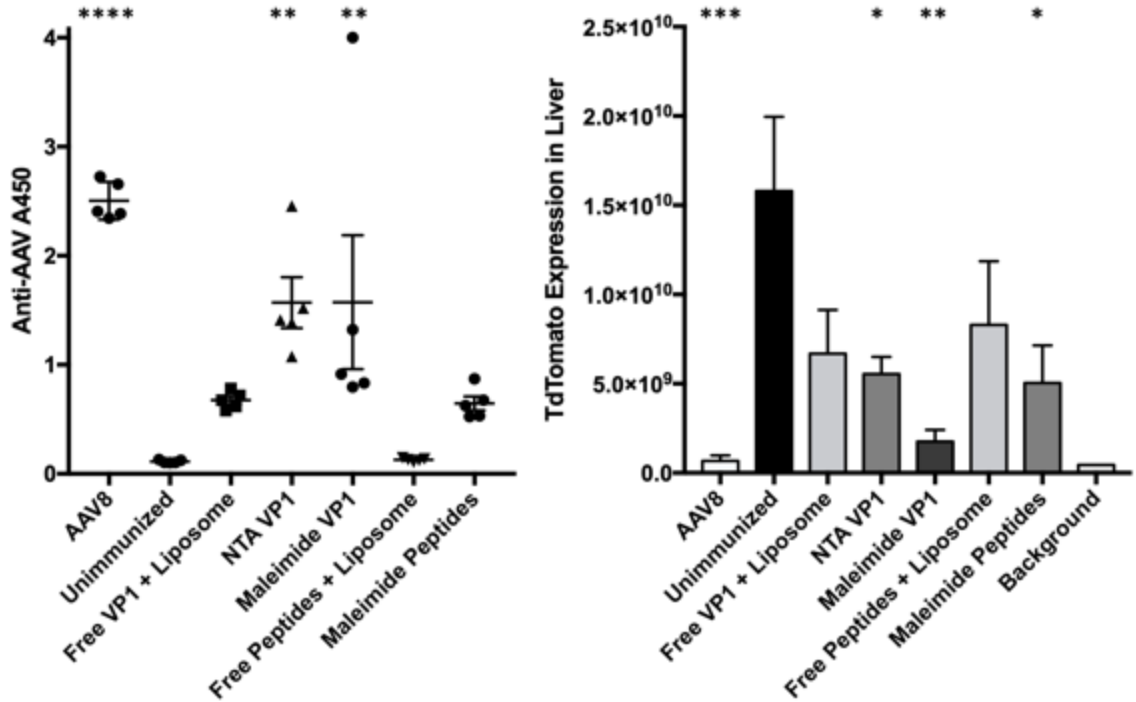 **** ** **
4
3
2
1
0
Anti-AAV A450
AAV8
Unimmunized
Free VP1 + Liposome
NTA VP1
Maleimide VP1
Free Peptides + Liposome
Maleimide Peptides
*** * ** *
2.5×10¹⁰
2.0×10¹⁰
1.5×10¹⁰
1.0×10¹⁰
5.0×10⁹
0.0
TdTomato Expression in Liver
AAV8
Unimmunized
Free VP1 + Liposome
NTA VP1
Maleimide VP1
Free Peptides + Liposome
Maleimide Peptides
Background